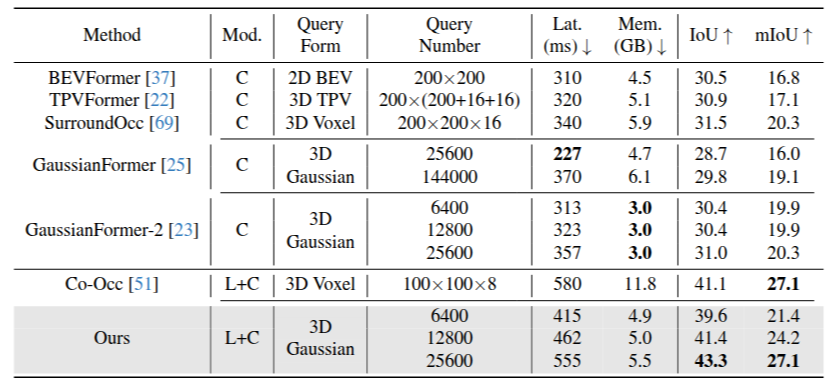 Method Mod. Query Form Query Number Lat. (ms)↓ Mem. (GB)↓ IoU↑ mIoU↑
BEVFormer [37] C 2D BEV 200×200 310 4.5 30.5 16.8
TPVFormer [22] C 3D TPV 200×(200+16+16) 320 5.1 30.9 17.1
SurroundOcc [69] C 3D Voxel 200×200×16 340 5.9 31.5 20.3
GaussianFormer [25] C 3D Gaussian 25600 227 4.7 28.7 16.0
144000 370 6.1 29.8 19.1
GaussianFormer-2 [23] C 3D Gaussian 6400 313 3.0 30.4 19.9
12800 323 3.0 30.4 19.9
25600 357 3.0 31.0 20.3
Co-Occ [51] L+C 3D Voxel 100×100×8 580 11.8 41.1 27.1
Ours L+C 3D Gaussian 6400 415 4.9 39.6 21.4
12800 462 5.0 41.4 24.2
25600 555 5.5 43.3 27.1